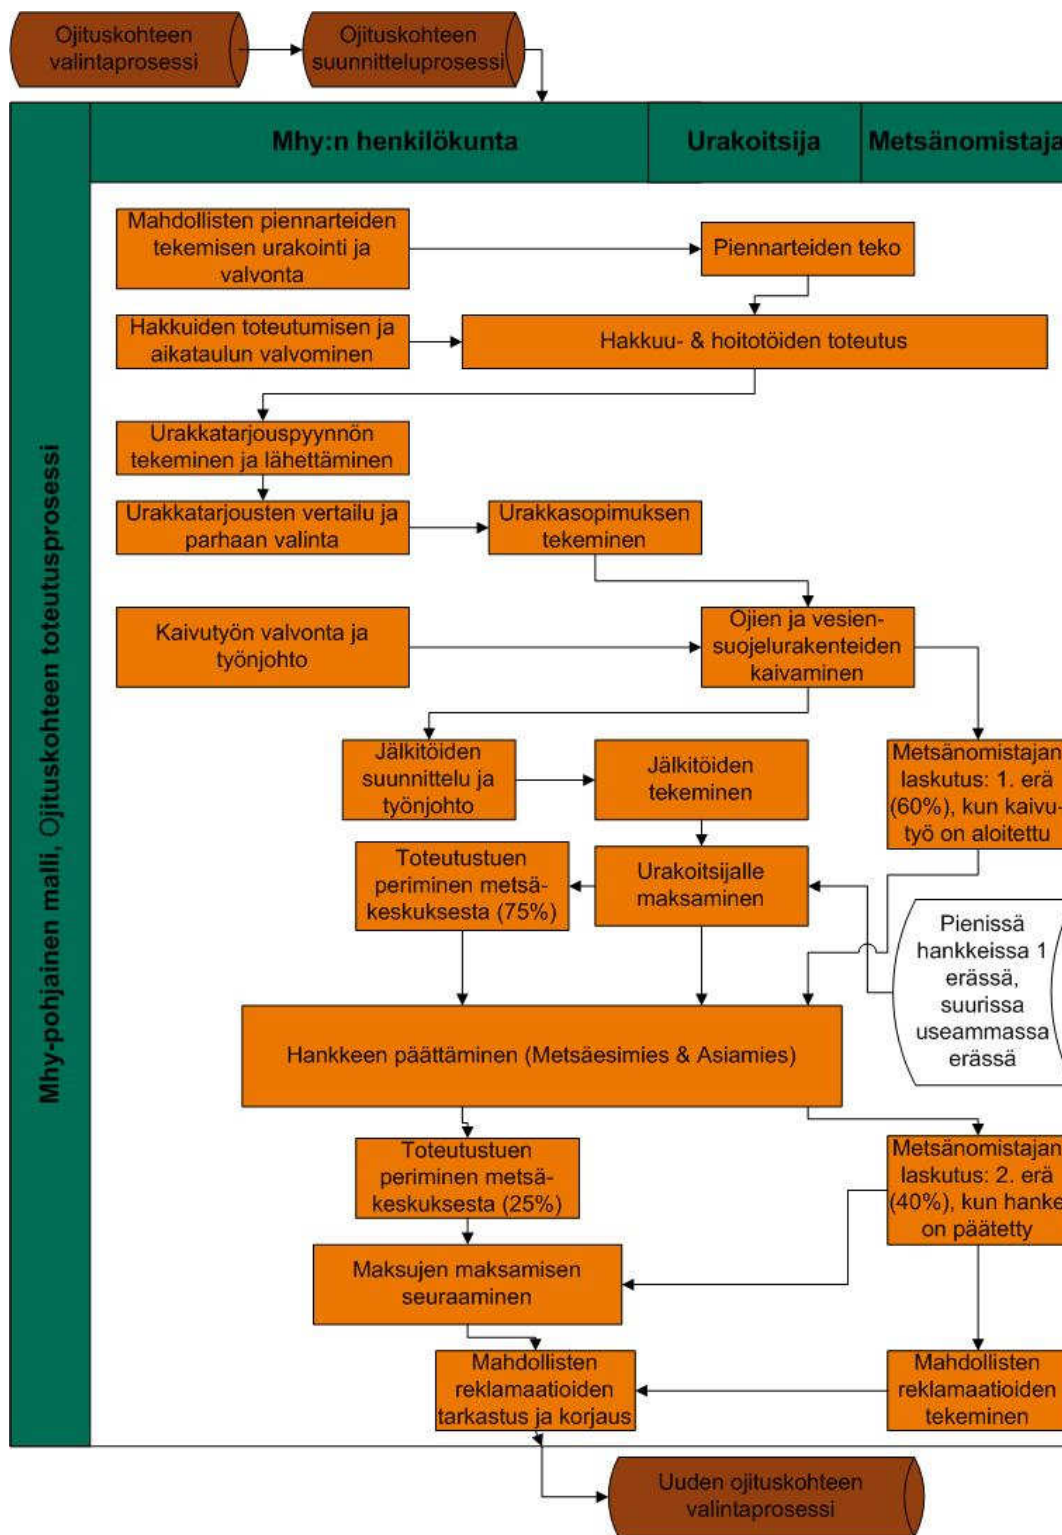 Ojituskohteen
valintaprosessi
Ojituskohteen
suunnitteluprosessi
Mhy:n henkilökunta
Urakoitsija
Metsänomistaja
Mhy-pohjainen malli, Ojituskohteen toteutusprosessi
Mahdollisten piennarteiden
tekemisen urakointi ja
valvonta
Piennarteiden teko
Hakkuiden toteutumisen ja
aikataulun valvominen
Hakkuu- & hoitotöiden toteutus
Urakkatarjouspyynnön
tekeminen ja lähettäminen
Urakkatarjousten vertailu ja
parhaan valinta
Urakkasopimuksen
tekeminen
Kaivutyön valvonta ja
työnjohto
Ojien ja vesien-
suojelurakenteiden
kaivaminen
Jälkitöiden
suunnittelu ja
työnjohto
Jälkitöiden
tekeminen
Metsänomistajan
laskutus: 1. erä
(60%), kun kaivu-
työ on aloitettu
Toteutustuen
periminen metsä-
keskuksesta (75%)
Urakoitsijalle
maksaminen
Pienissä
hankkeissa 1
erässä,
suurissa
useammassa
erässä
Hankkeen päättäminen (Metsäesimies & Asiamies)
Toteutustuen
periminen metsä-
keskuksesta (25%)
Metsänomistajan
laskutus: 2. erä
(40%), kun hanke
on päätetty
Maksujen maksamisen
seuraaminen
Mahdollisten
reklamaatioiden
tarkastus ja korjaus
Mahdollisten
reklamaatioiden
tekeminen
Uuden ojituskohteen
valintaprosessi